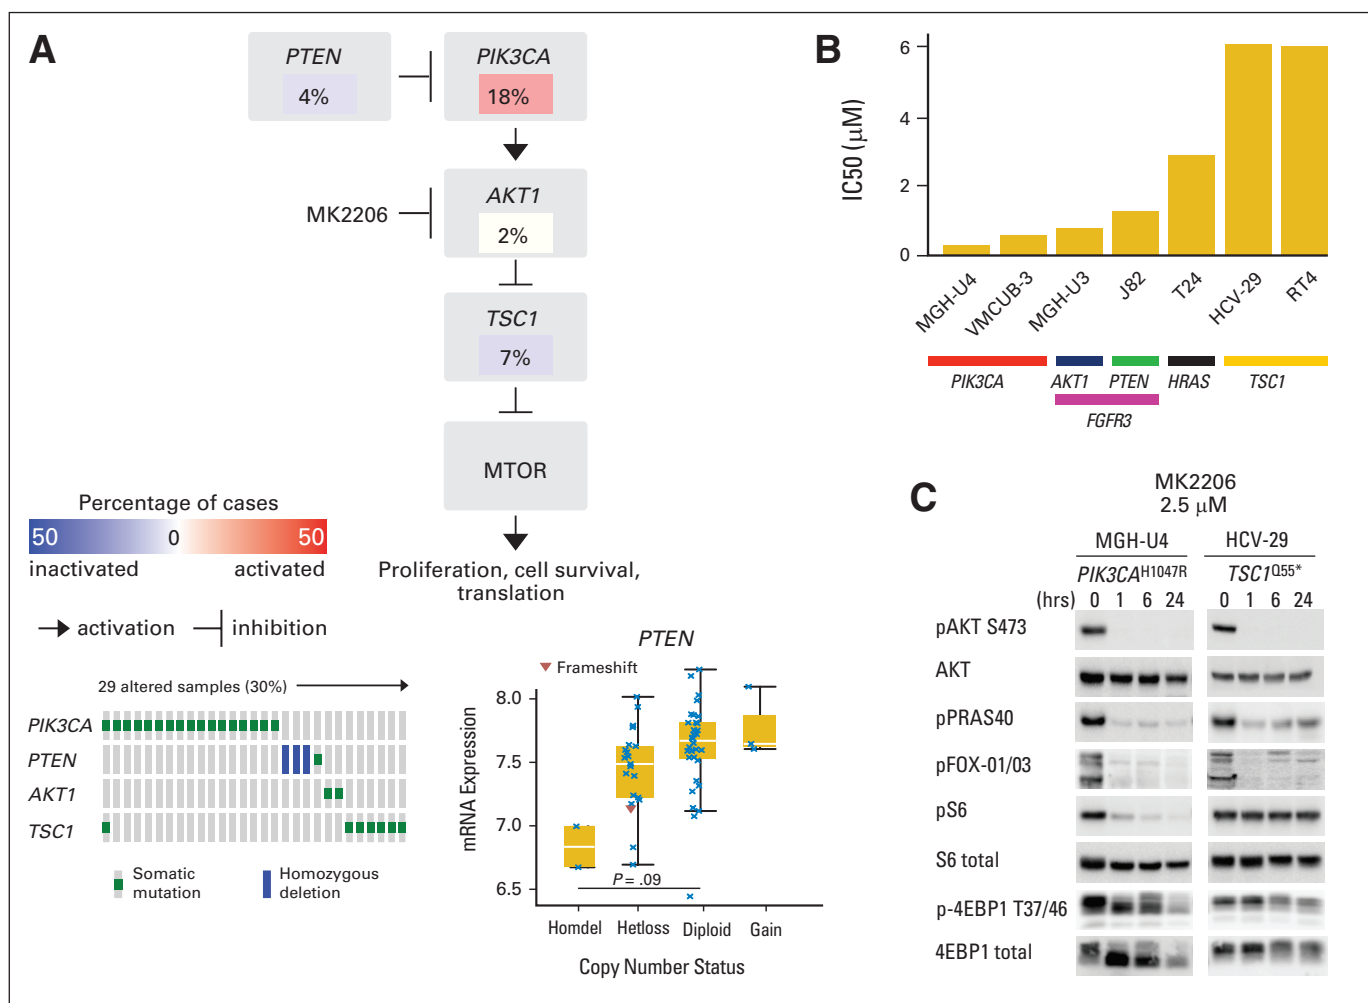 A
PTEN
4%
PIK3CA
18%
MK2206
AKT1
2%
TSC1
7%
MTOR
Proliferation, cell survival,
translation
Percentage of cases
50 0 50
inactivated activated
activation inhibition
29 altered samples (30%)
PIK3CA
PTEN
AKT1
TSC1
Somatic
mutation
Homozygous
deletion
PTEN
Frameshift
mRNA Expression
8.0
7.5
7.0
6.5
P = .09
Homdel Hetloss Diploid Gain
Copy Number Status
B
IC50 (μM)
6
4
2
0
MGH-U4 VMCUB-3 MGH-U3 J82 T24 HCV-29 RT4
PIK3CA AKT1 PTEN HRAS TSC1
FGFR3
C
MK2206
2.5 μM
MGH-U4 HCV-29
PIK3CA^H1047R TSC1^Q55*
(hrs) 0 1 6 24 0 1 6 24
pAKT S473
AKT
pPRAS40
pFOX-01/03
pS6
S6 total
p-4EBP1 T37/46
4EBP1 total